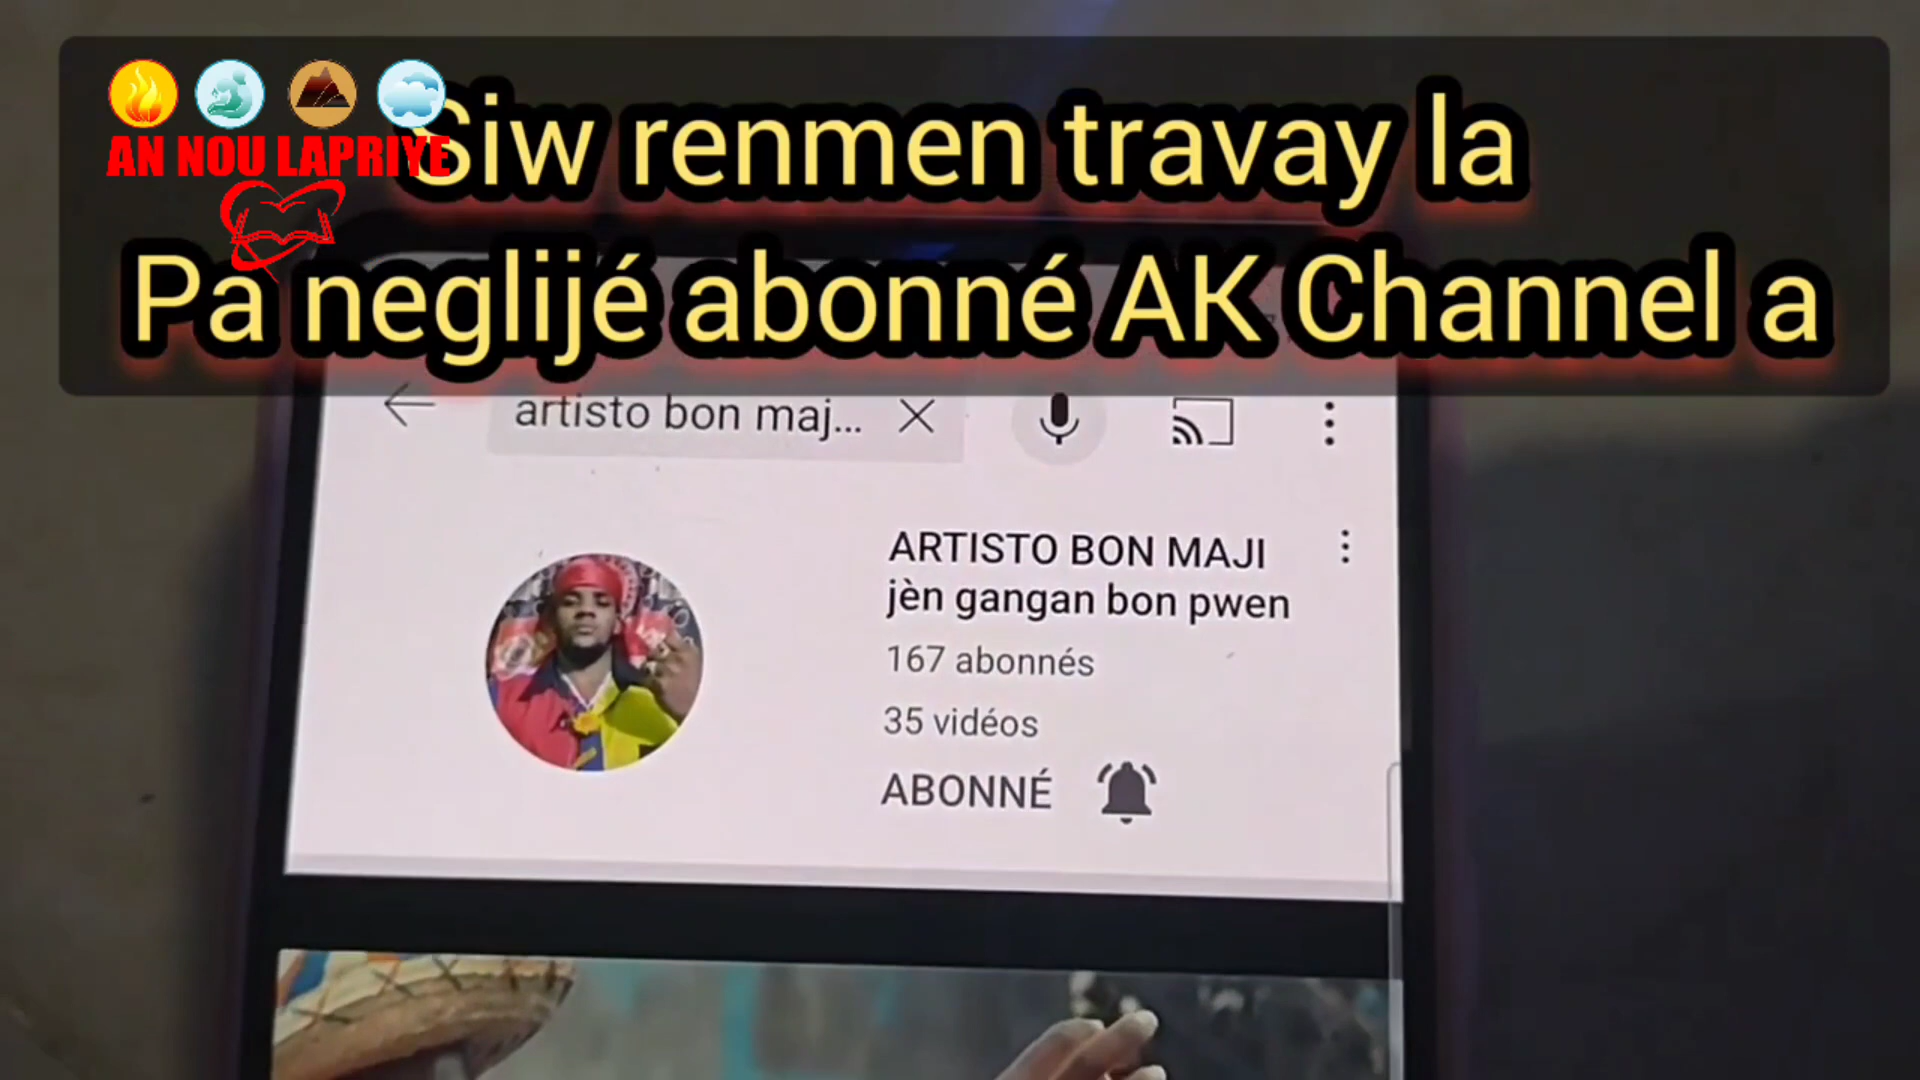 AN NOU LAPRIYE
Siw renmen travay la
Pa neglijé abonné AK Channel a
artisto bon maj...
ARTISTO BON MAJI
jèn gangan bon pwen
167 abonnés
35 vidéos
ABONNÉ